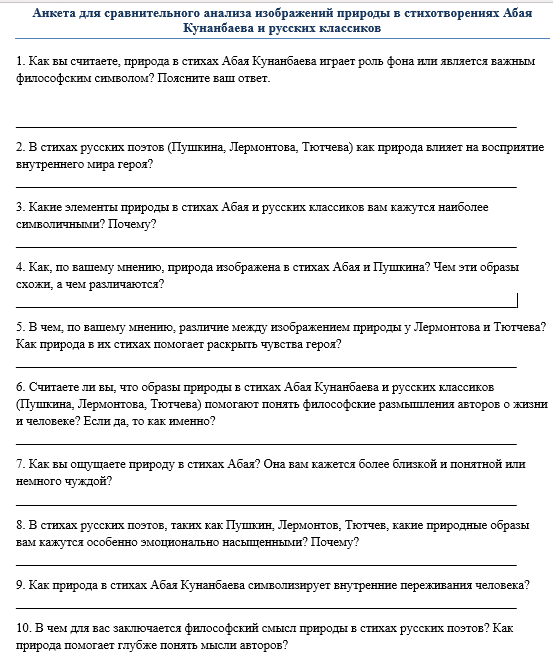 Анкета для сравнительного анализа изображений природы в стихотворениях Абая
Кунанбаева и русских классиков
1. Как вы считаете, природа в стихах Абая Кунанбаева играет роль фона или является важным
философским символом? Поясните ваш ответ.
2. В стихах русских поэтов (Пушкина, Лермонтова, Тютчева) как природа влияет на восприятие
внутреннего мира героя?
3. Какие элементы природы в стихах Абая и русских классиков вам кажутся наиболее
символичными? Почему?
4. Как, по вашему мнению, природа изображена в стихах Абая и Пушкина? Чем эти образы
схожи, а чем различаются?
5. В чем, по вашему мнению, различие между изображением природы у Лермонтова и Тютчева?
Как природа в их стихах помогает раскрыть чувства героя?
6. Считаете ли вы, что образы природы в стихах Абая Кунанбаева и русских классиков
(Пушкина, Лермонтова, Тютчева) помогают понять философские размышления авторов о жизни
и человеке? Если да, то как именно?
7. Как вы ощущаете природу в стихах Абая? Она вам кажется более близкой и понятной или
немного чуждой?
8. В стихах русских поэтов, таких как Пушкин, Лермонтов, Тютчев, какие природные образы
вам кажутся особенно эмоционально насыщенными? Почему?
9. Как природа в стихах Абая Кунанбаева символизирует внутренние переживания человека?
10. В чем для вас заключается философский смысл природы в стихах русских поэтов? Как
природа помогает глубже понять мысли авторов?